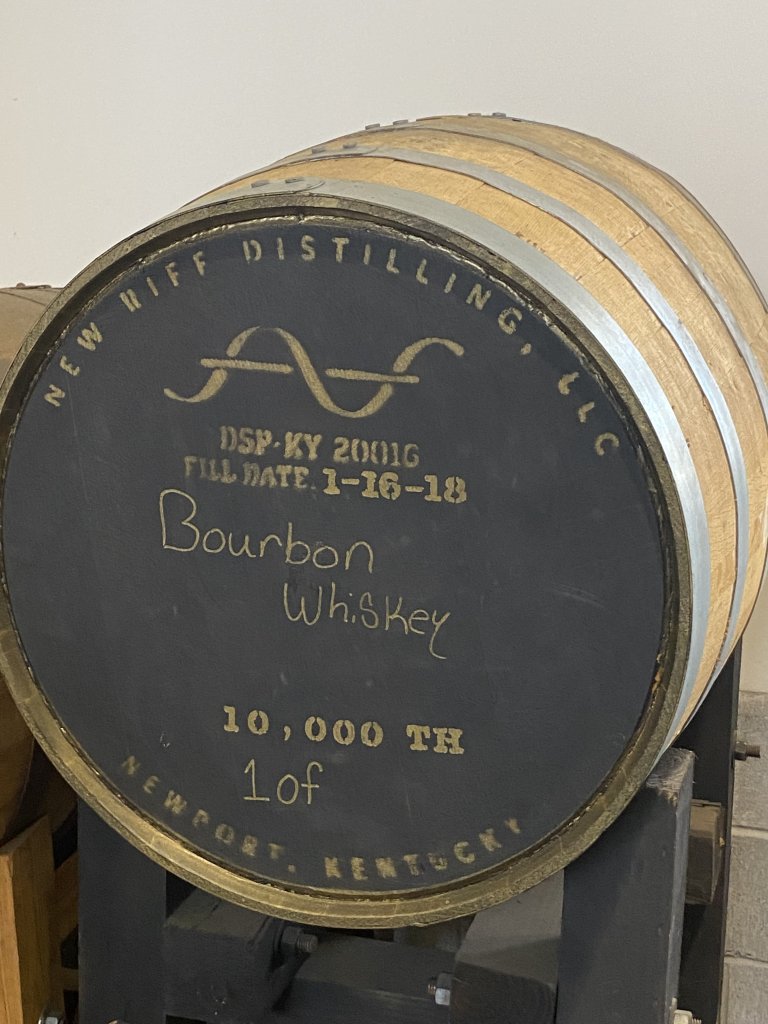 NEW RIFF DISTILLING, LLC
DSP-KY 20016
FILL DATE. 1-16-18
Bourbon
Whiskey
10,000 TH
1 of
NEWPORT, KENTUCKY